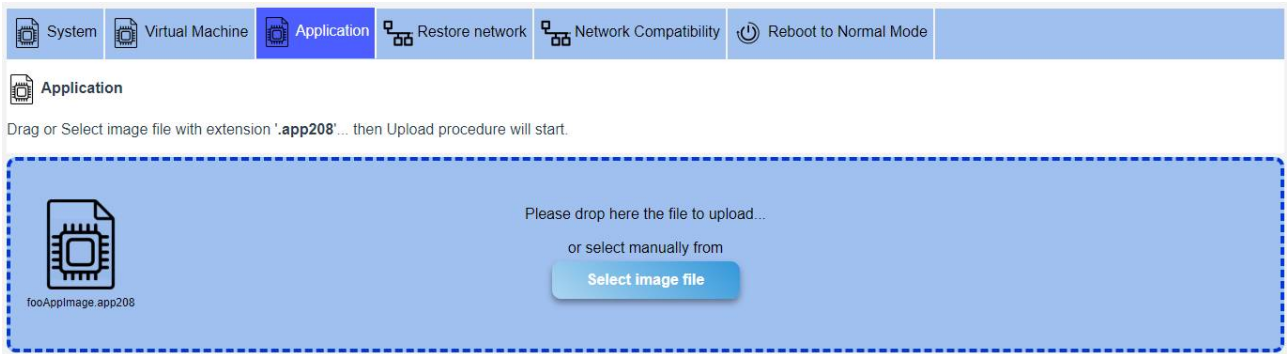 System Virtual Machine Application Restore network Network Compatibility Reboot to Normal Mode
Application
Drag or Select image file with extension '.app208'... then Upload procedure will start.
Please drop here the file to upload...
or select manually from
Select image file
fooAppImage.app208